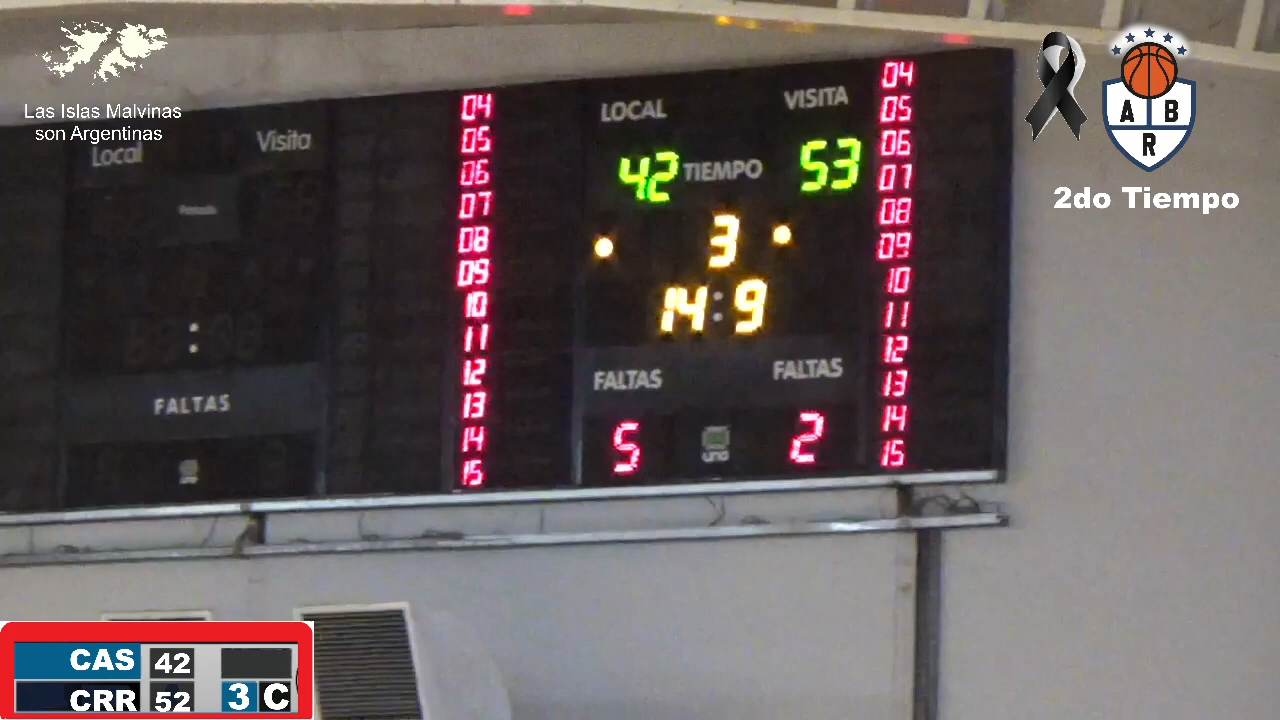 Las Islas Malvinas
son Argentinas
Local Visita
FALTAS
uno
04
05
06
07
08
09
10
11
12
13
14
15
LOCAL VISITA
42 TIEMPO 53
3
14:9
FALTAS FALTAS
5 uno 2
04
05
06
07
08
09
10
11
12
13
14
15
A B
R
2do Tiempo
CAS 42
CRR 52 3 C